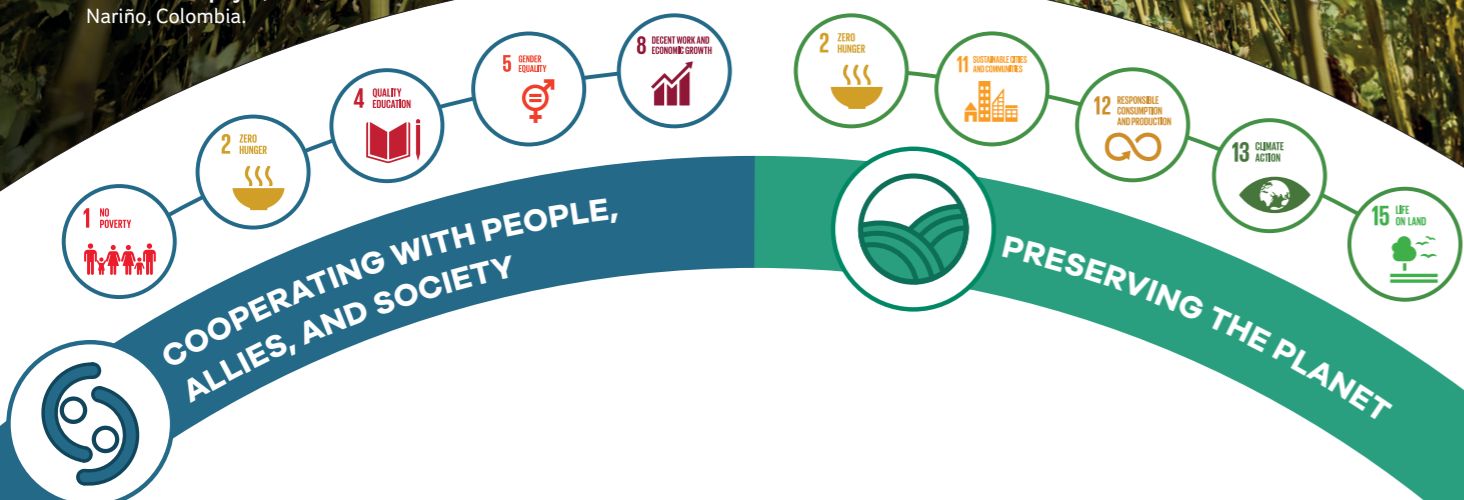 Nariño, Colombia.
1 NO
POVERTY
2 ZERO
HUNGER
4 QUALITY
EDUCATION
5 GENDER
EQUALITY
8 DECENT WORK AND
ECONOMIC GROWTH
2 ZERO
HUNGER
11 SUSTAINABLE CITIES
AND COMMUNITIES
12 RESPONSIBLE
CONSUMPTION
AND PRODUCTION
13 CLIMATE
ACTION
15 LIFE
ON LAND
COOPERATING WITH PEOPLE,
ALLIES, AND SOCIETY
PRESERVING THE PLANET